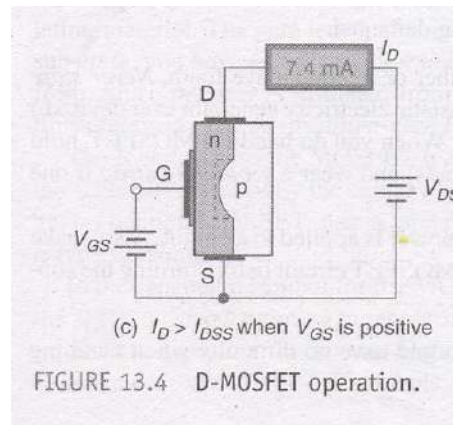 I_D
7.4 mA
D
n
G
p
V_GS
V_DS
S
(c) I_D > I_DSS when V_GS is positive
FIGURE 13.4 D-MOSFET operation.